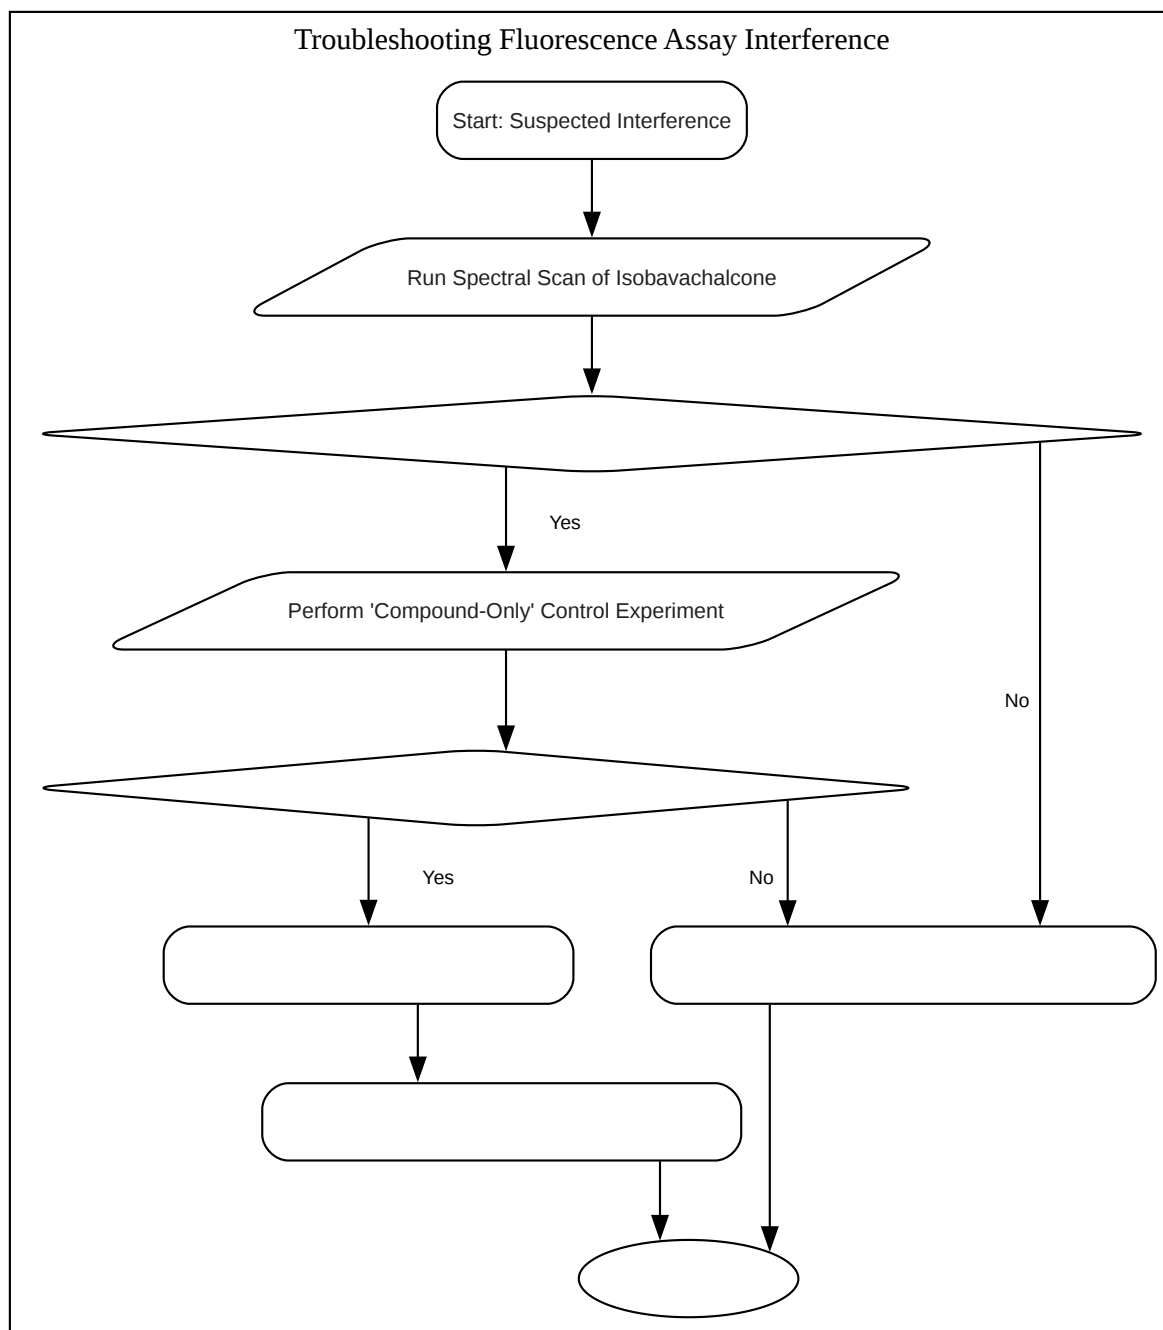 Troubleshooting Fluorescence Assay Interference
Start: Suspected Interference
Run Spectral Scan of Isobavachalcone
Yes
Perform 'Compound-Only' Control Experiment
No
Yes
No